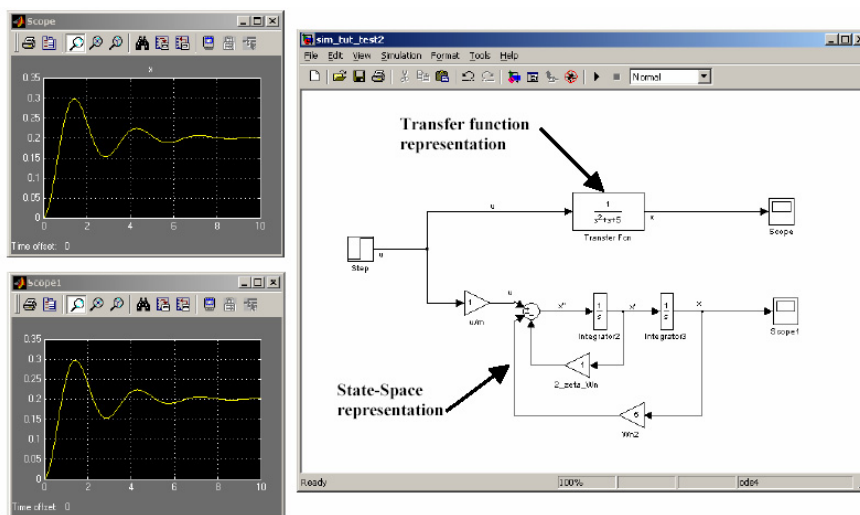 Scope
x
0.35
0.3
0.25
0.2
0.15
0.1
0.05
0
0 2 4 6 8 10
Time offset: 0
Scope1
0.35
0.3
0.25
0.2
0.15
0.1
0.05
0
0 2 4 6 8 10
Time offset: 0
sim_tut_test2
File Edit View Simulation Format Tools Help
Normal
Transfer function
representation
u
1
s²+s+5
x
Transfer Fcn
Scope
Step
u
1
u/m
u
x''
1
s
Integrator2
x'
1
s
Integrator3
x
Scope1
1
2_zeta_Wn
State-Space
representation
Wn2
Ready
100%
ode4